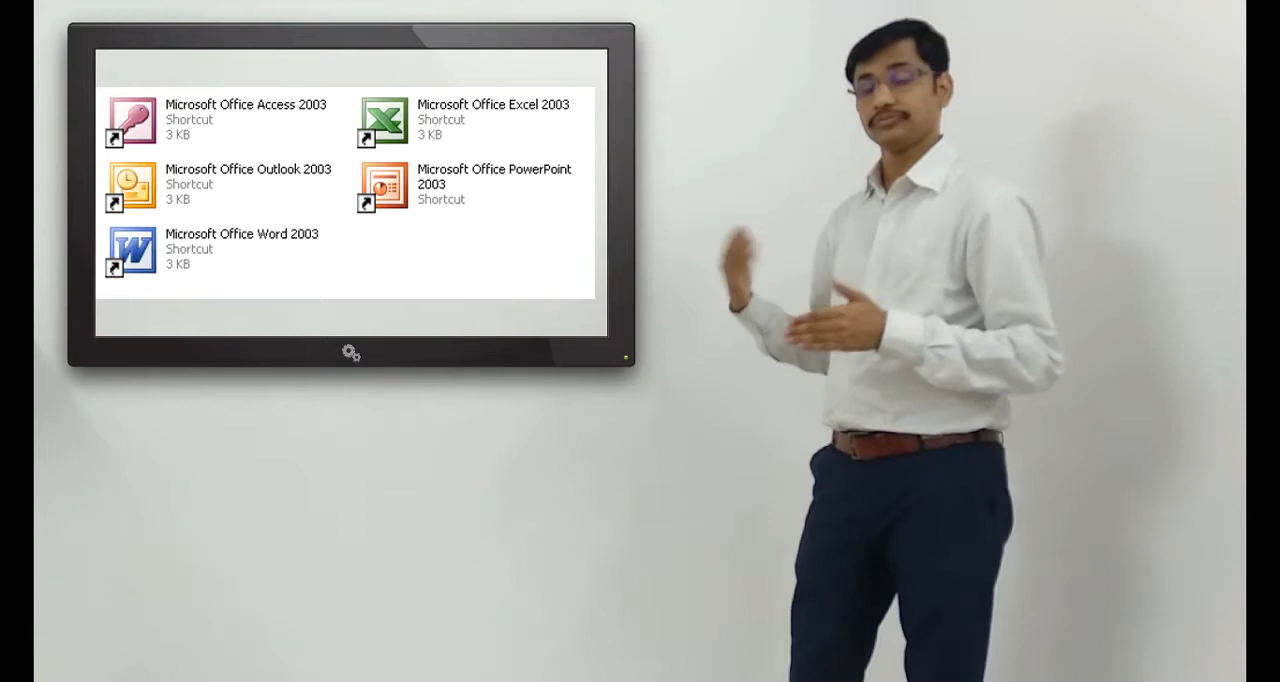 Microsoft Office Access 2003
Shortcut
3 KB
Microsoft Office Excel 2003
Shortcut
3 KB
Microsoft Office Outlook 2003
Shortcut
3 KB
Microsoft Office PowerPoint
2003
Shortcut
Microsoft Office Word 2003
Shortcut
3 KB